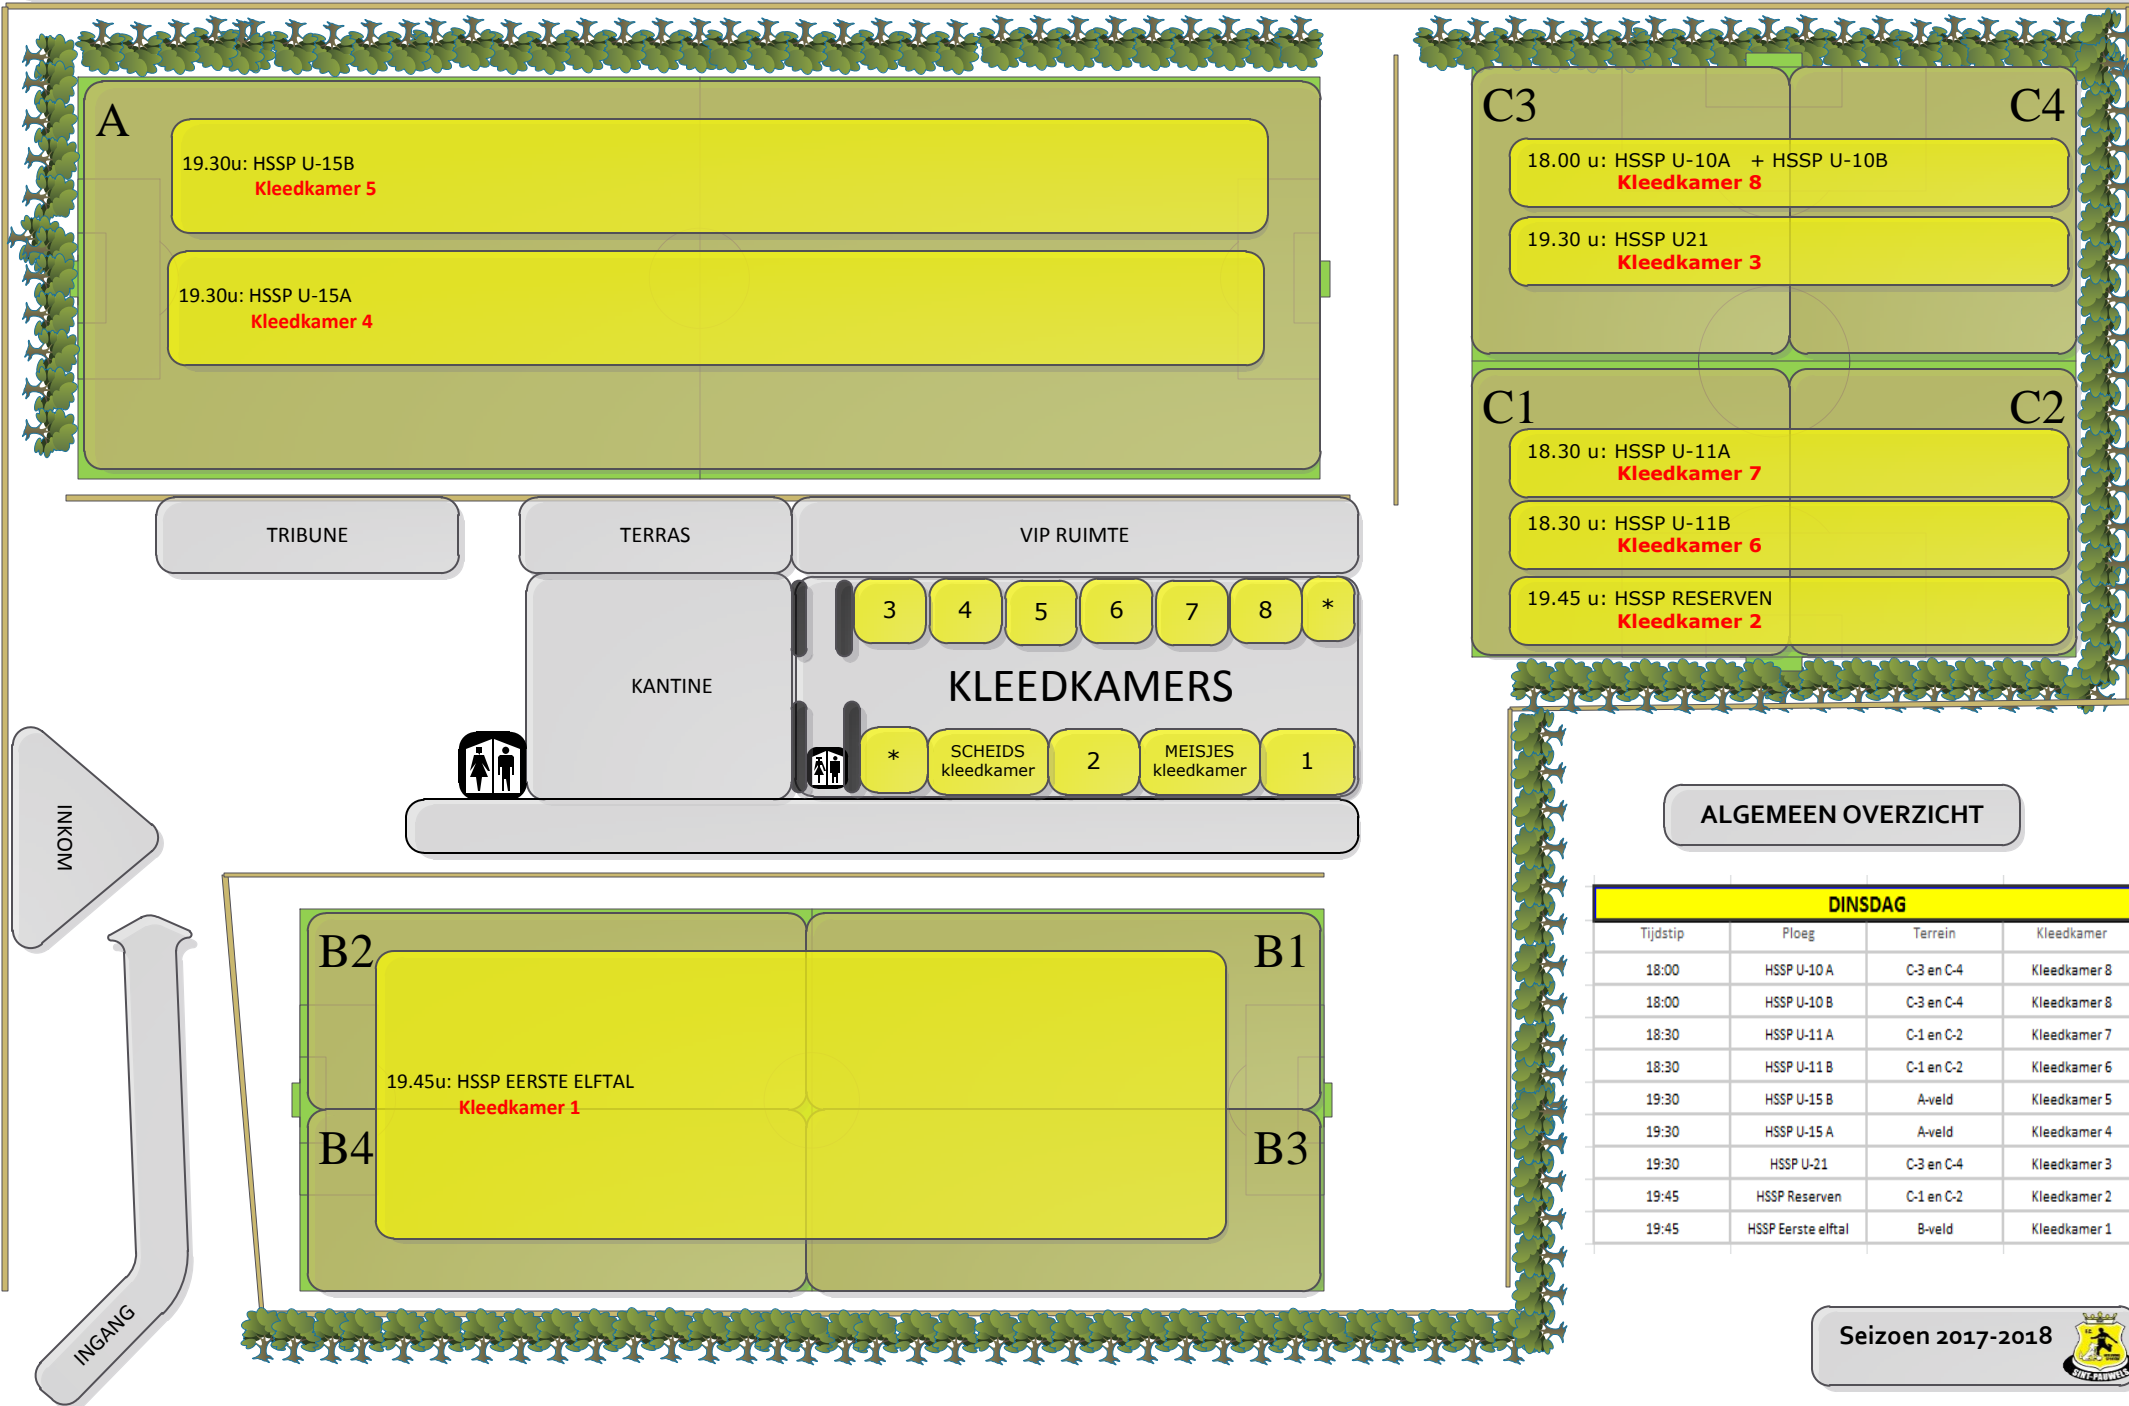 A
19.30u: HSSP U-15B
Kleedkamer 5
19.30u: HSSP U-15A
Kleedkamer 4
C3
C4
18.00 u: HSSP U-10A + HSSP U-10B
Kleedkamer 8
19.30 u: HSSP U21
Kleedkamer 3
C1
C2
18.30 u: HSSP U-11A
Kleedkamer 7
18.30 u: HSSP U-11B
Kleedkamer 6
19.45 u: HSSP RESERVEN
Kleedkamer 2
TRIBUNE
TERRAS
VIP RUIMTE
3 4 5 6 7 8 *
KANTINE
KLEEDKAMERS
* SCHEIDS kleedkamer 2 MEISJES kleedkamer 1
INKOM
INGANG
B2
B1
19.45u: HSSP EERSTE ELFTAL
Kleedkamer 1
B4
B3
ALGEMEEN OVERZICHT
DINSDAG
Tijdstip Ploeg Terrein Kleedkamer
18:00 HSSP U-10 A C-3 en C-4 Kleedkamer 8
18:00 HSSP U-10 B C-3 en C-4 Kleedkamer 8
18:30 HSSP U-11 A C-1 en C-2 Kleedkamer 7
18:30 HSSP U-11 B C-1 en C-2 Kleedkamer 6
19:30 HSSP U-15 B A-veld Kleedkamer 5
19:30 HSSP U-15 A A-veld Kleedkamer 4
19:30 HSSP U-21 C-3 en C-4 Kleedkamer 3
19:45 HSSP Reserven C-1 en C-2 Kleedkamer 2
19:45 HSSP Eerste elftal B-veld Kleedkamer 1
Seizoen 2017-2018
SINT-PAUWELS